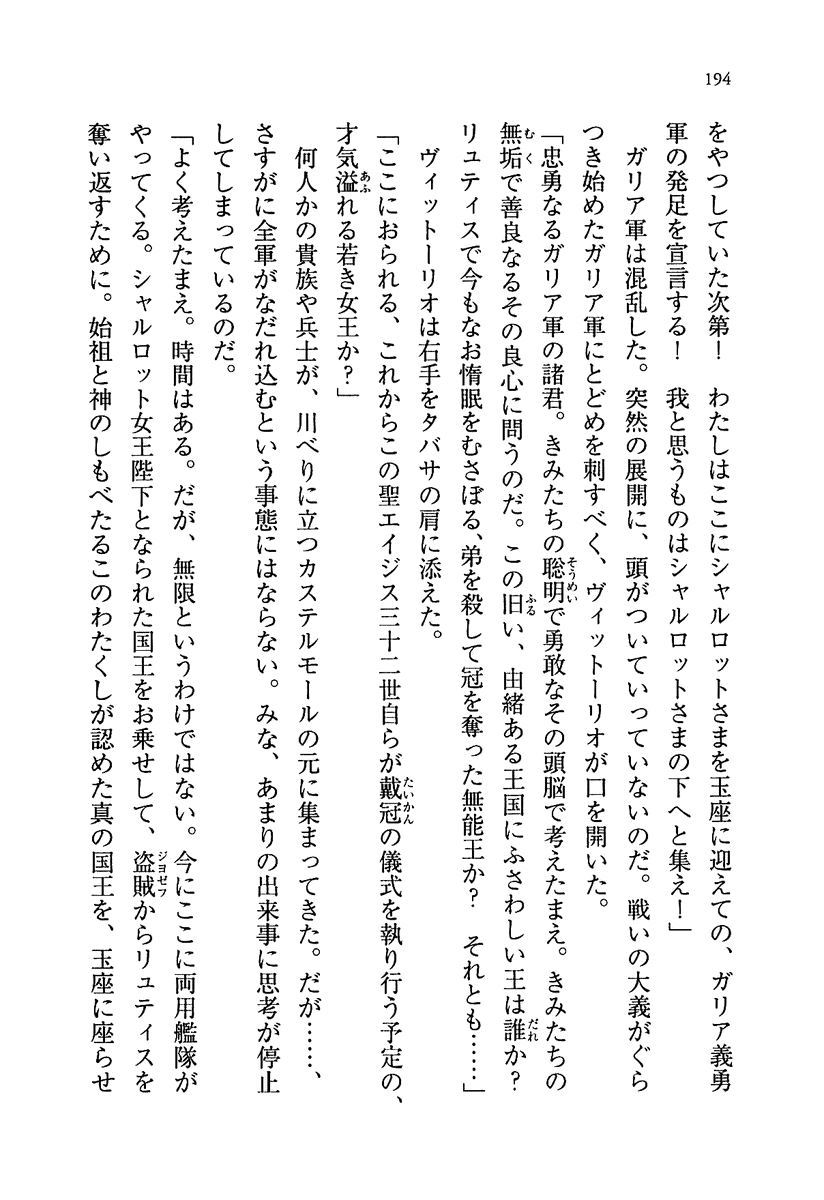 194
をやつしていた次第！　わたしはここにシャルロットさまを玉座に迎えての、ガリア義勇
軍の発足を宣言する！　我と思うものはシャルロットさまの下へと集え！」
　ガリア軍は混乱した。突然の展開に、頭がついていっていないのだ。戦いの大義がぐら
つき始めたガリア軍にとどめを刺すべく、ヴィットーリオが口を開いた。
「忠勇なるガリア軍の諸君。きみたちの聡明で勇敢なその頭脳で考えたまえ。きみたちの
無垢で善良なるその良心に問うのだ。この旧い、由緒ある王国にふさわしい王は誰か？
リュティスで今もなお惰眠をむさぼる、弟を殺して冠を奪った無能王か？　それとも……」
　ヴィットーリオは右手をタバサの肩に添えた。
「ここにおられる、これからこの聖エイジス三十二世自らが戴冠の儀式を執り行う予定の、
才気溢れる若き女王か？」
　何人かの貴族や兵士が、川べりに立つカステルモールの元に集まってきた。だが……、
さすがに全軍がなだれ込むという事態にはならない。みな、あまりの出来事に思考が停止
してしまっているのだ。
「よく考えたまえ。時間はある。だが、無限というわけではない。今にここに両用艦隊が
やってくる。シャルロット女王陛下となられた国王をお乗せして、盗賊からリュティスを
奪い返すために。始祖と神のしもべたるこのわたくしが認めた真の国王を、玉座に座らせ